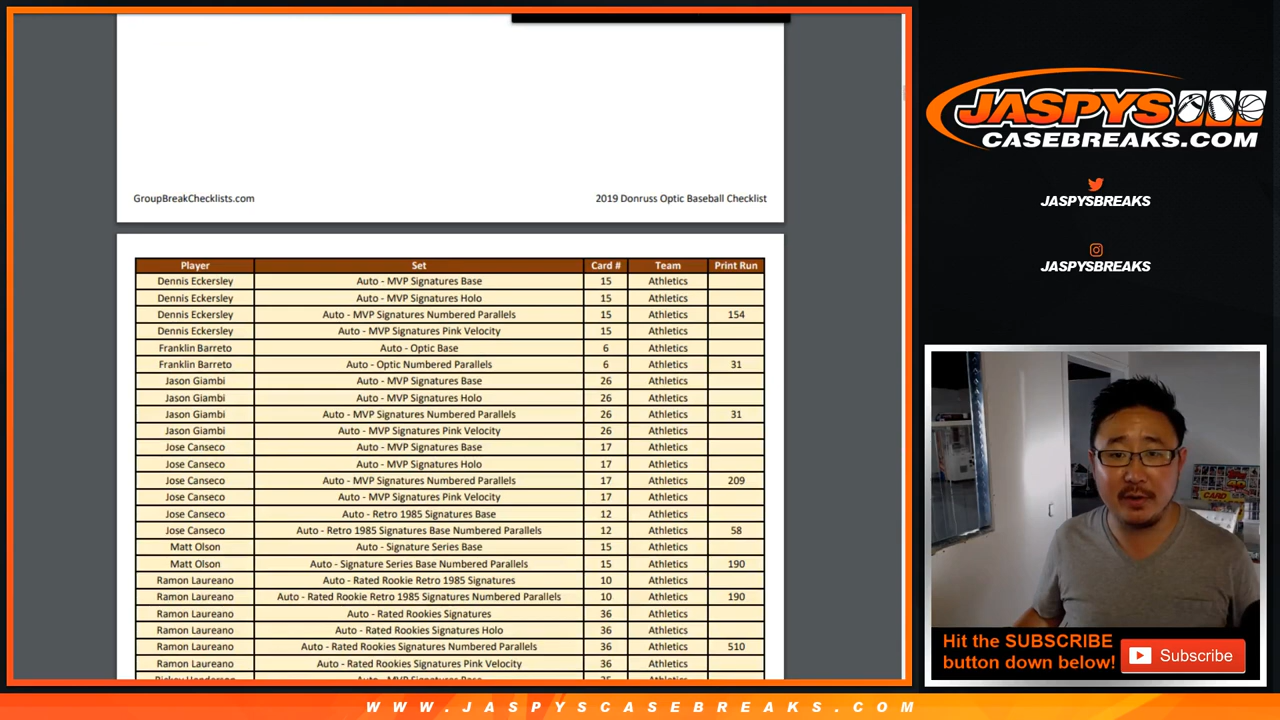 GroupBreakChecklists.com 2019 Donruss Optic Baseball Checklist
Player Set Card # Team Print Run
Dennis Eckersley Auto - MVP Signatures Base 15 Athletics
Dennis Eckersley Auto - MVP Signatures Holo 15 Athletics
Dennis Eckersley Auto - MVP Signatures Numbered Parallels 15 Athletics 154
Dennis Eckersley Auto - MVP Signatures Pink Velocity 15 Athletics
Franklin Barreto Auto - Optic Base 6 Athletics
Franklin Barreto Auto - Optic Numbered Parallels 6 Athletics 31
Jason Giambi Auto - MVP Signatures Base 26 Athletics
Jason Giambi Auto - MVP Signatures Holo 26 Athletics
Jason Giambi Auto - MVP Signatures Numbered Parallels 26 Athletics 31
Jason Giambi Auto - MVP Signatures Pink Velocity 26 Athletics
Jose Canseco Auto - MVP Signatures Base 17 Athletics
Jose Canseco Auto - MVP Signatures Holo 17 Athletics
Jose Canseco Auto - MVP Signatures Numbered Parallels 17 Athletics 209
Jose Canseco Auto - MVP Signatures Pink Velocity 17 Athletics
Jose Canseco Auto - Retro 1985 Signatures Base 12 Athletics
Jose Canseco Auto - Retro 1985 Signatures Base Numbered Parallels 12 Athletics 58
Matt Olson Auto - Signature Series Base 15 Athletics
Matt Olson Auto - Signature Series Base Numbered Parallels 15 Athletics 190
Ramon Laureano Auto - Rated Rookie Retro 1985 Signatures 10 Athletics
Ramon Laureano Auto - Rated Rookie Retro 1985 Signatures Numbered Parallels 10 Athletics 190
Ramon Laureano Auto - Rated Rookies Signatures 36 Athletics
Ramon Laureano Auto - Rated Rookies Signatures Holo 36 Athletics
Ramon Laureano Auto - Rated Rookies Signatures Numbered Parallels 36 Athletics 510
Ramon Laureano Auto - Rated Rookies Signatures Pink Velocity 36 Athletics
JASPYS
CASEBREAKS.COM
JASPYSBREAKS
JASPYSBREAKS
CARD
Hit the SUBSCRIBE
button down below!
Subscribe
WWW.JASPYSCASEBREAKS.COM